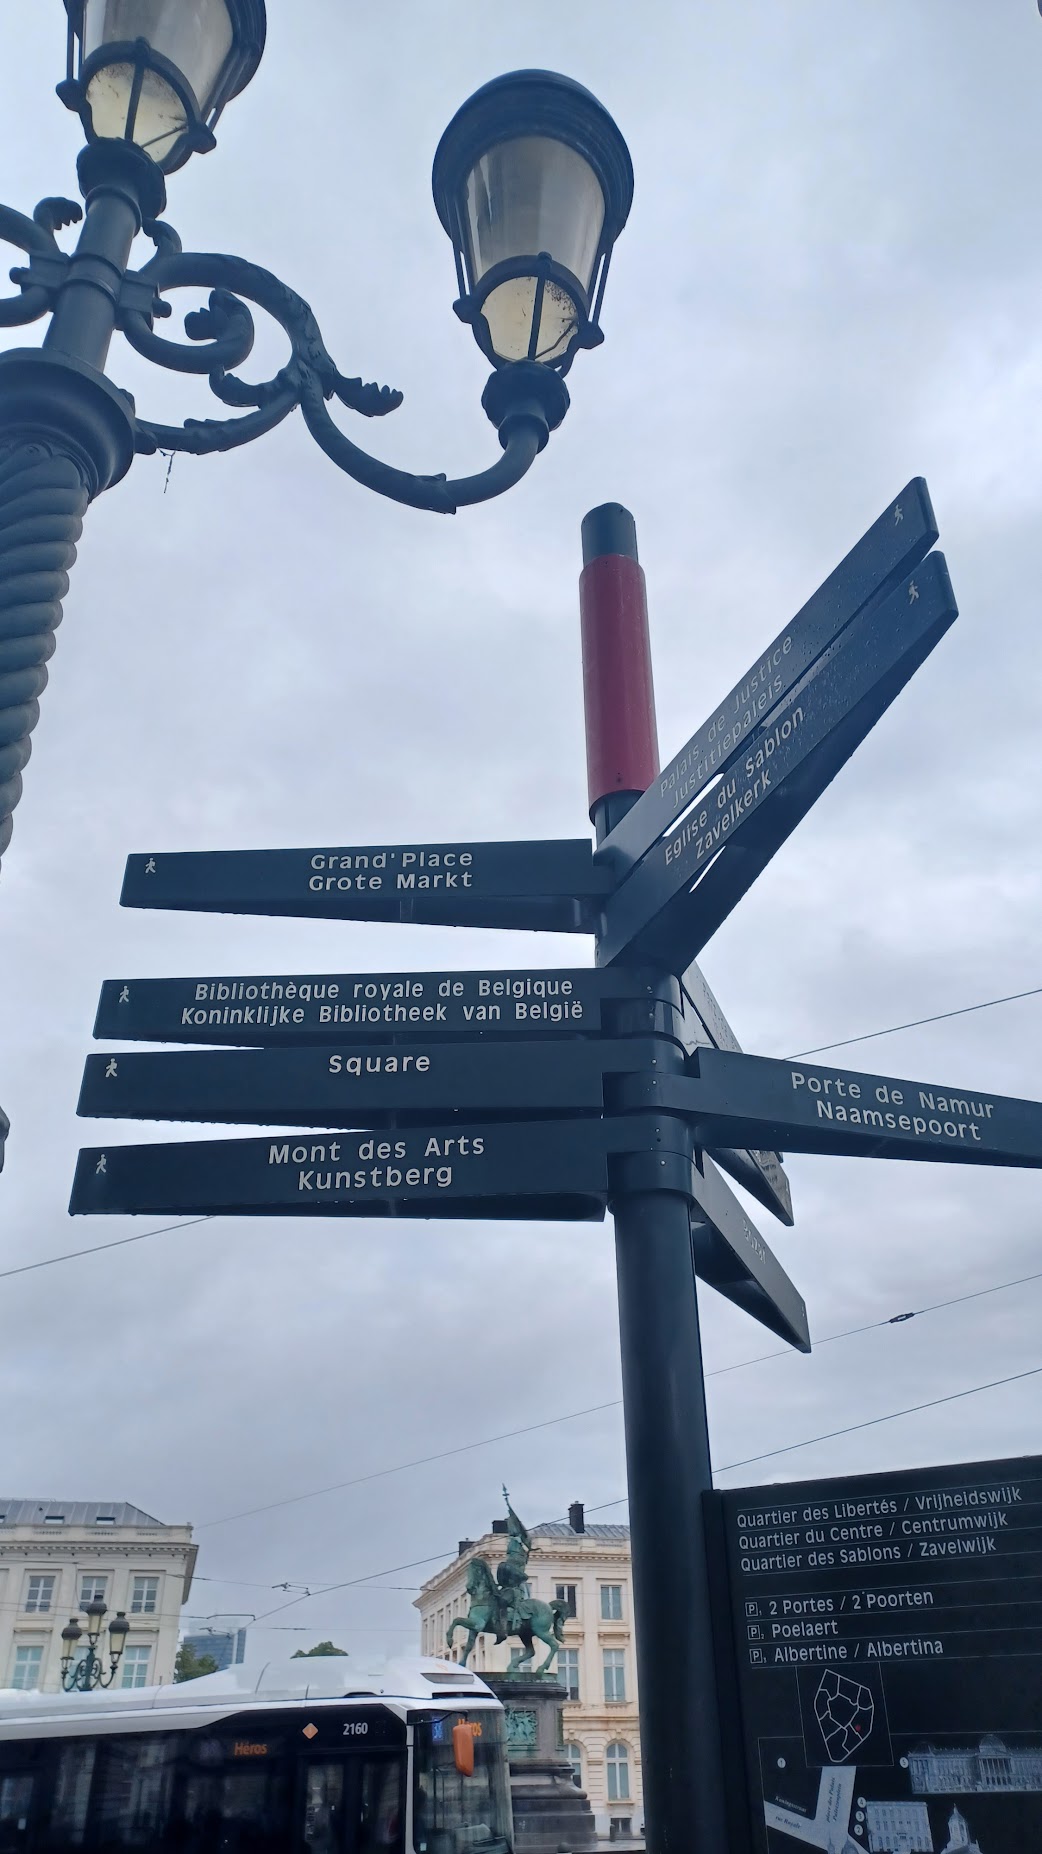 Palais de Justice
Justitiepaleis
Eglise du Sablon
Zavelkerk
Grand'Place
Grote Markt
Bibliothèque royale de Belgique
Koninklijke Bibliotheek van België
Square
Porte de Namur
Naamsepoort
Mont des Arts
Kunstberg
Quartier des Libertés / Vrijheidswijk
Quartier du Centre / Centrumwijk
Quartier des Sablons / Zavelwijk
P 2 Portes / 2 Poorten
P Poelaert
P Albertine / Albertina
2160
Héros